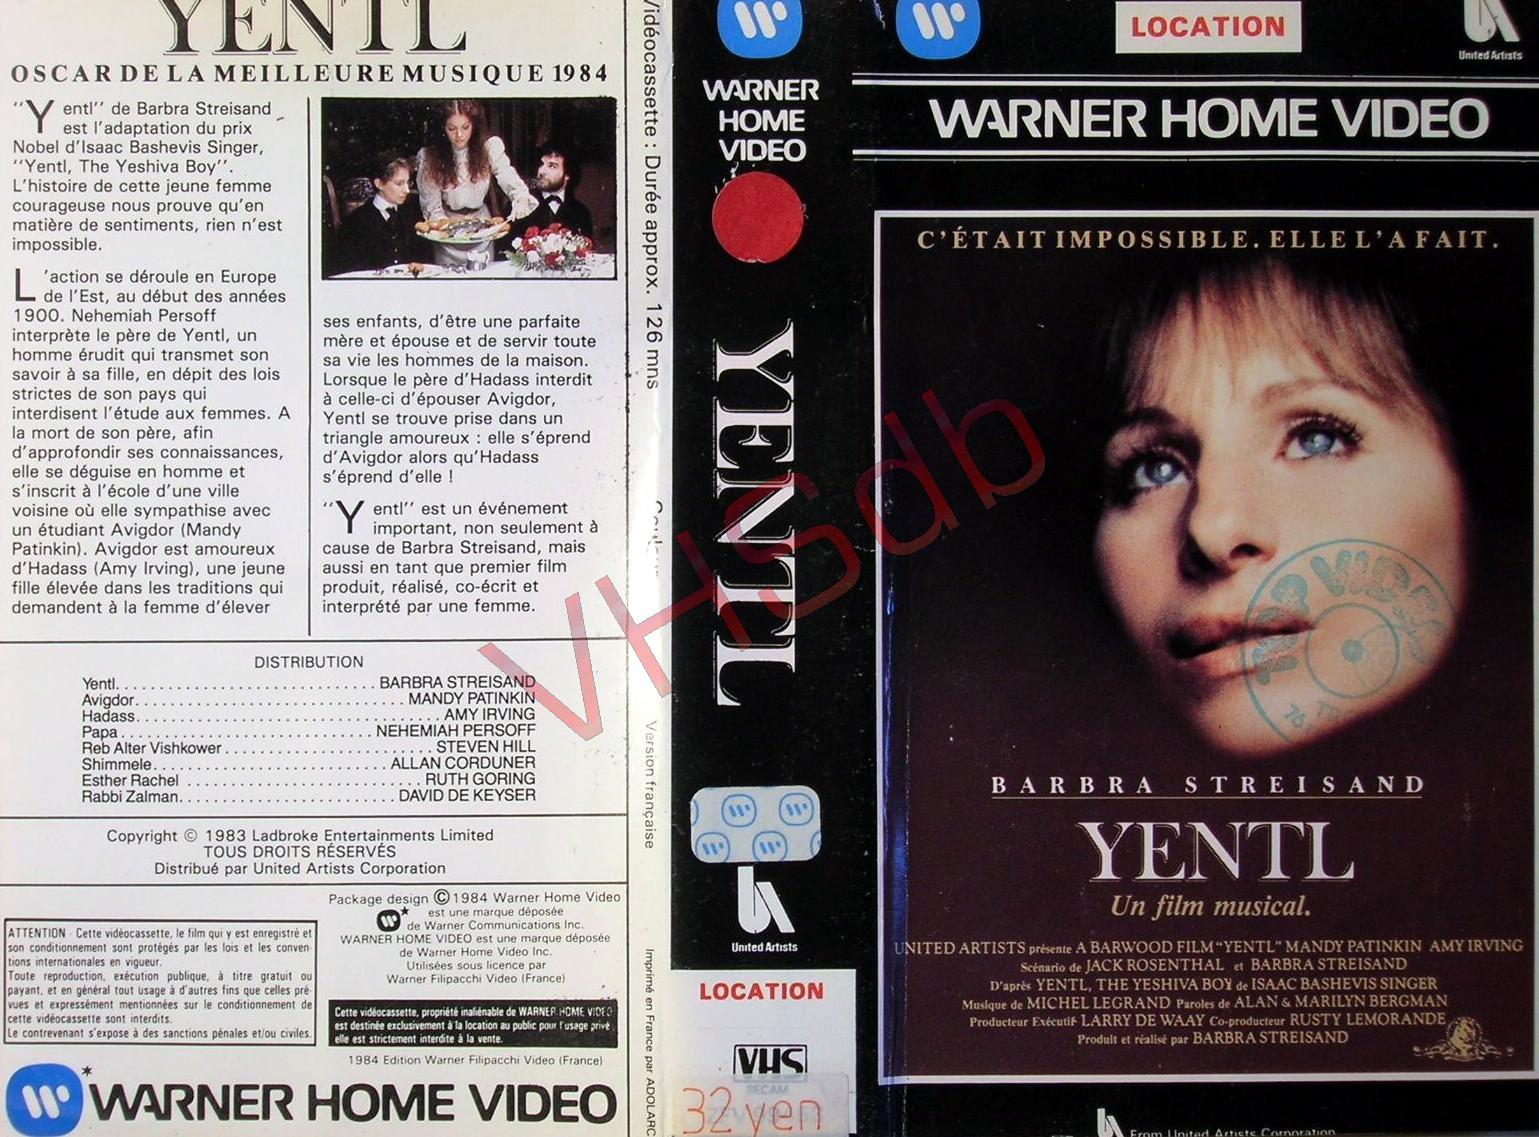 YENTL
OSCAR DE LA MEILLEURE MUSIQUE 1984
"Yentl" de Barbra Streisand
est l'adaptation du prix
Nobel d'Isaac Bashevis Singer,
"Yentl, The Yeshiva Boy".
L'histoire de cette jeune femme
courageuse nous prouve qu'en
matière de sentiments, rien n'est
impossible.
L'action se déroule en Europe
de l'Est, au début des années
1900. Nehemiah Persoff
interprète le père de Yentl, un
homme érudit qui transmet son
savoir à sa fille, en dépit des lois
strictes de son pays qui
interdisent l'étude aux femmes. A
la mort de son père, afin
d'approfondir ses connaissances,
elle se déguise en homme et
s'inscrit à l'école d'une ville
voisine où elle sympathise avec
un étudiant Avigdor (Mandy
Patinkin). Avigdor est amoureux
d'Hadass (Amy Irving), une jeune
fille élevée dans les traditions qui
demandent à la femme d'élever
ses enfants, d'être une parfaite
mère et épouse et de servir toute
sa vie les hommes de la maison.
Lorsque le père d'Hadass interdit
à celle-ci d'épouser Avigdor,
Yentl se trouve prise dans un
triangle amoureux : elle s'éprend
d'Avigdor alors qu'Hadass
s'éprend d'elle !
"Yentl" est un événement
important, non seulement à
cause de Barbra Streisand, mais
aussi en tant que premier film
produit, réalisé, co-écrit et
interprété par une femme.
DISTRIBUTION
Yentl. . . . . . . . . . . . . . . . . . . . . . . . . . . . . . BARBRA STREISAND
Avigdor. . . . . . . . . . . . . . . . . . . . . . . . . . . . . . . MANDY PATINKIN
Hadass. . . . . . . . . . . . . . . . . . . . . . . . . . . . . . . . . . . AMY IRVING
Papa . . . . . . . . . . . . . . . . . . . . . . . . . . . . . NEHEMIAH PERSOFF
Reb Alter Vishkower . . . . . . . . . . . . . . . . . . . . . . . . STEVEN HILL
Shimmele. . . . . . . . . . . . . . . . . . . . . . . . . . . ALLAN CORDUNER
Esther Rachel . . . . . . . . . . . . . . . . . . . . . . . . . . . RUTH GORING
Rabbi Zalman. . . . . . . . . . . . . . . . . . . . . . . . . DAVID DE KEYSER
Copyright © 1983 Ladbroke Entertainments Limited
TOUS DROITS RÉSERVÉS
Distribué par United Artists Corporation
ATTENTION - Cette vidéocassette, le film qui y est enregistré et
son conditionnement sont protégés par les lois et les conven-
tions internationales en vigueur.
Toute reproduction, exécution publique, à titre gratuit ou
payant, et en général tout usage à d'autres fins que celles pré-
vues et expressément mentionnées sur le conditionnement de
cette vidéocassette sont interdits.
Le contrevenant s'expose à des sanctions pénales et/ou civiles.
Package design © 1984 Warner Home Video
* est une marque déposée
de Warner Communications Inc.
WARNER HOME VIDEO est une marque déposée
de Warner Home Video Inc.
Utilisées sous licence par
Warner Filipacchi Video (France)
Cette vidéocassette, propriété inaliénable de WARNER HOME VIDEO
est destinée exclusivement à la location au public pour l'usage privé,
elle est strictement interdite à la vente.
1984 Edition Warner Filipacchi Video (France)
* WARNER HOME VIDEO
Vidéocassette : Durée approx. 126 mns
Version française
Imprimé en France par ADOLARC
WARNER
HOME
VIDEO
YENTL
United Artists
LOCATION
VHS
SECAM
32 yen
LOCATION
United Artists
WARNER HOME VIDEO
C'ÉTAIT IMPOSSIBLE. ELLE L'A FAIT.
BARBRA STREISAND
YENTL
Un film musical.
UNITED ARTISTS présente A BARWOOD FILM "YENTL" MANDY PATINKIN AMY IRVING
Scénario de JACK ROSENTHAL et BARBRA STREISAND
D'après YENTL, THE YESHIVA BOY de ISAAC BASHEVIS SINGER
Musique de MICHEL LEGRAND Paroles de ALAN & MARILYN BERGMAN
Producteur Exécutif LARRY DE WAAY Co-producteur RUSTY LEMORANDE
Produit et réalisé par BARBRA STREISAND
From United Artists Corporation
VHSdb